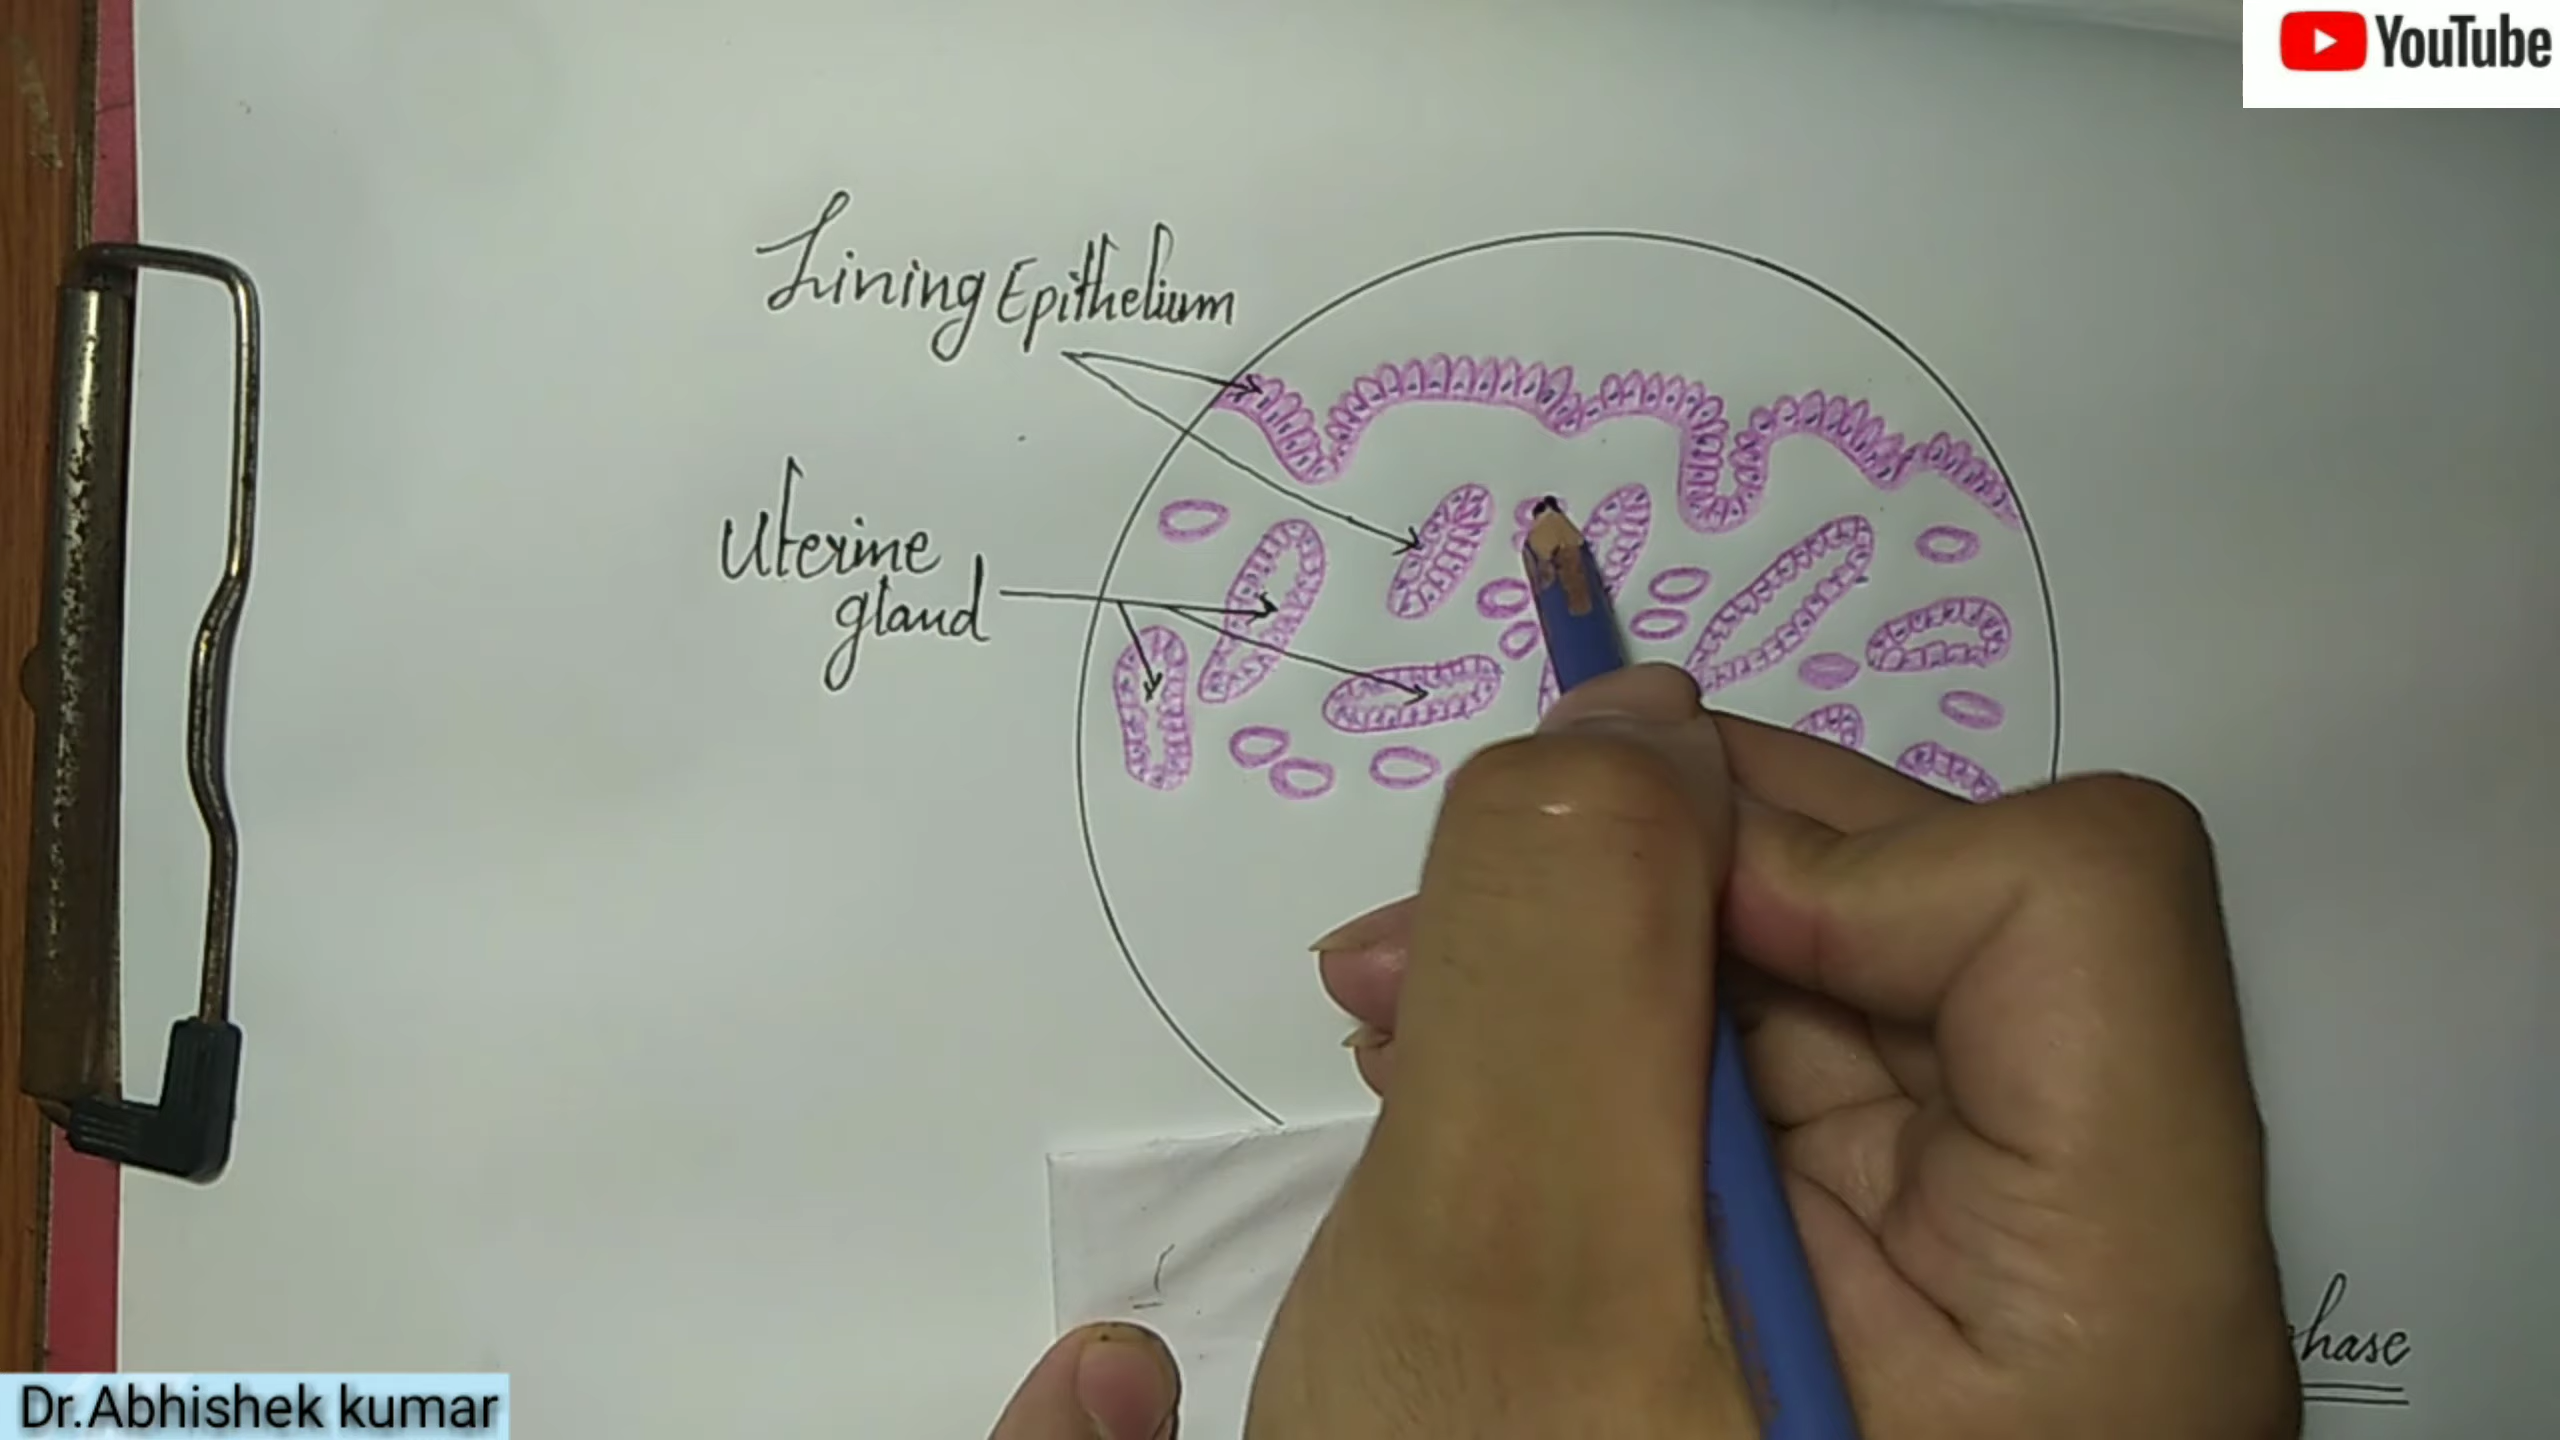 YouTube
Lining Epithelium
Uterine
gland
hase
Dr.Abhishek kumar